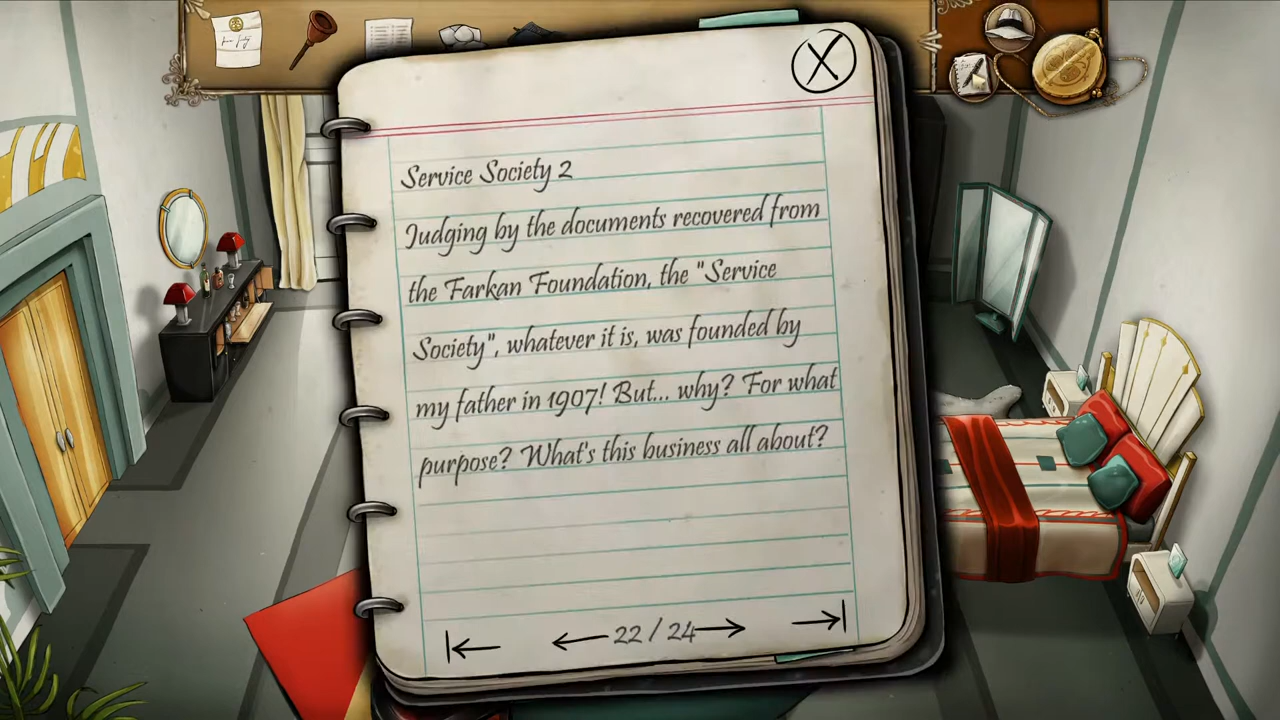 Service Society 2
Judging by the documents recovered from
the Farkan Foundation, the "Service
Society", whatever it is, was founded by
my father in 1907! But... why? For what
purpose? What's this business all about?
22 / 24